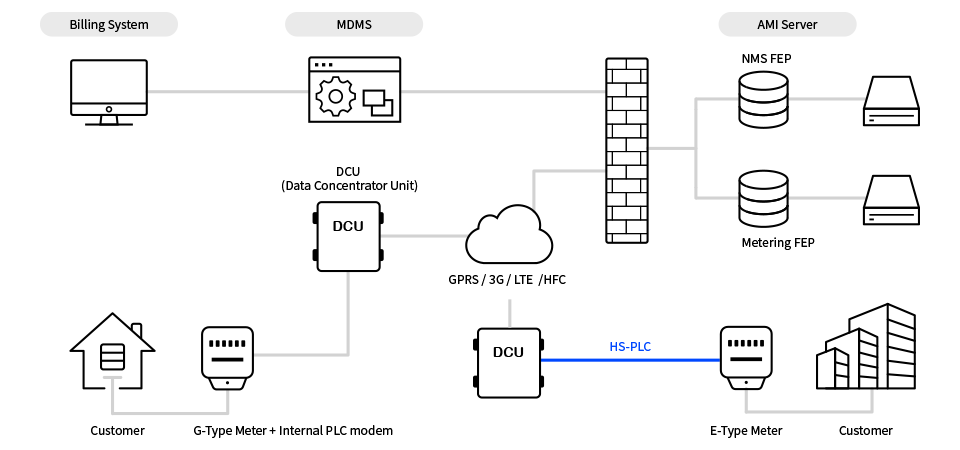 Billing System
MDMS
AMI Server
NMS FEP
DCU
(Data Concentrator Unit)
DCU
Metering FEP
GPRS / 3G / LTE /HFC
DCU
HS-PLC
Customer
G-Type Meter + Internal PLC modem
E-Type Meter
Customer